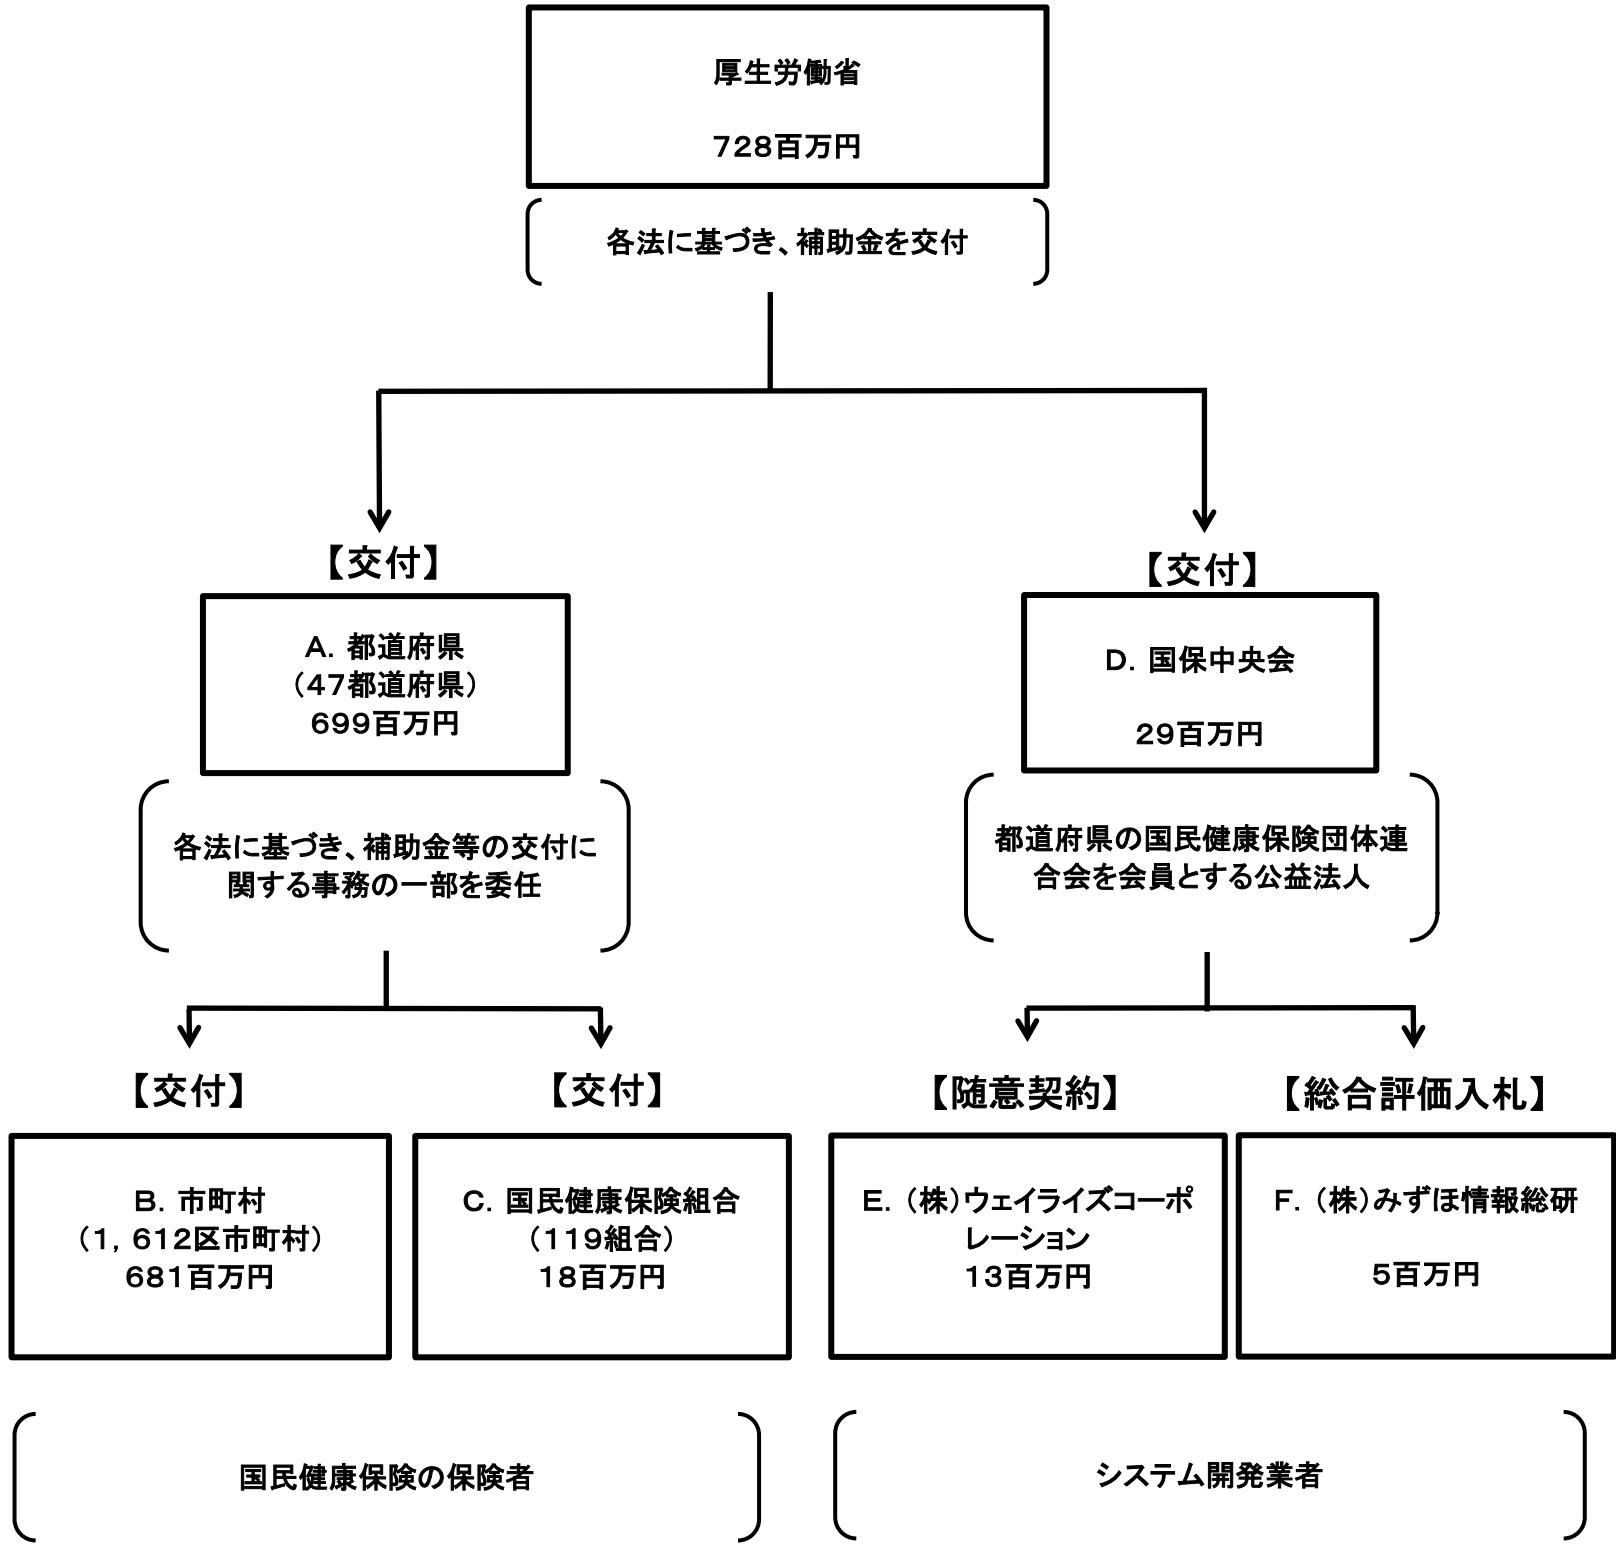 厚生労働省
728百万円
各法に基づき、補助金を交付
【交付】
A. 都道府県
（47都道府県）
699百万円
各法に基づき、補助金等の交付に
関する事務の一部を委任
【交付】
D. 国保中央会
29百万円
都道府県の国民健康保険団体連
合会を会員とする公益法人
【交付】
B. 市町村
（1，612区市町村）
681百万円
【交付】
C. 国民健康保険組合
（119組合）
18百万円
【随意契約】
E. （株）ウェイライズコーポ
レーション
13百万円
【総合評価入札】
F. （株）みずほ情報総研
5百万円
国民健康保険の保険者
システム開発業者